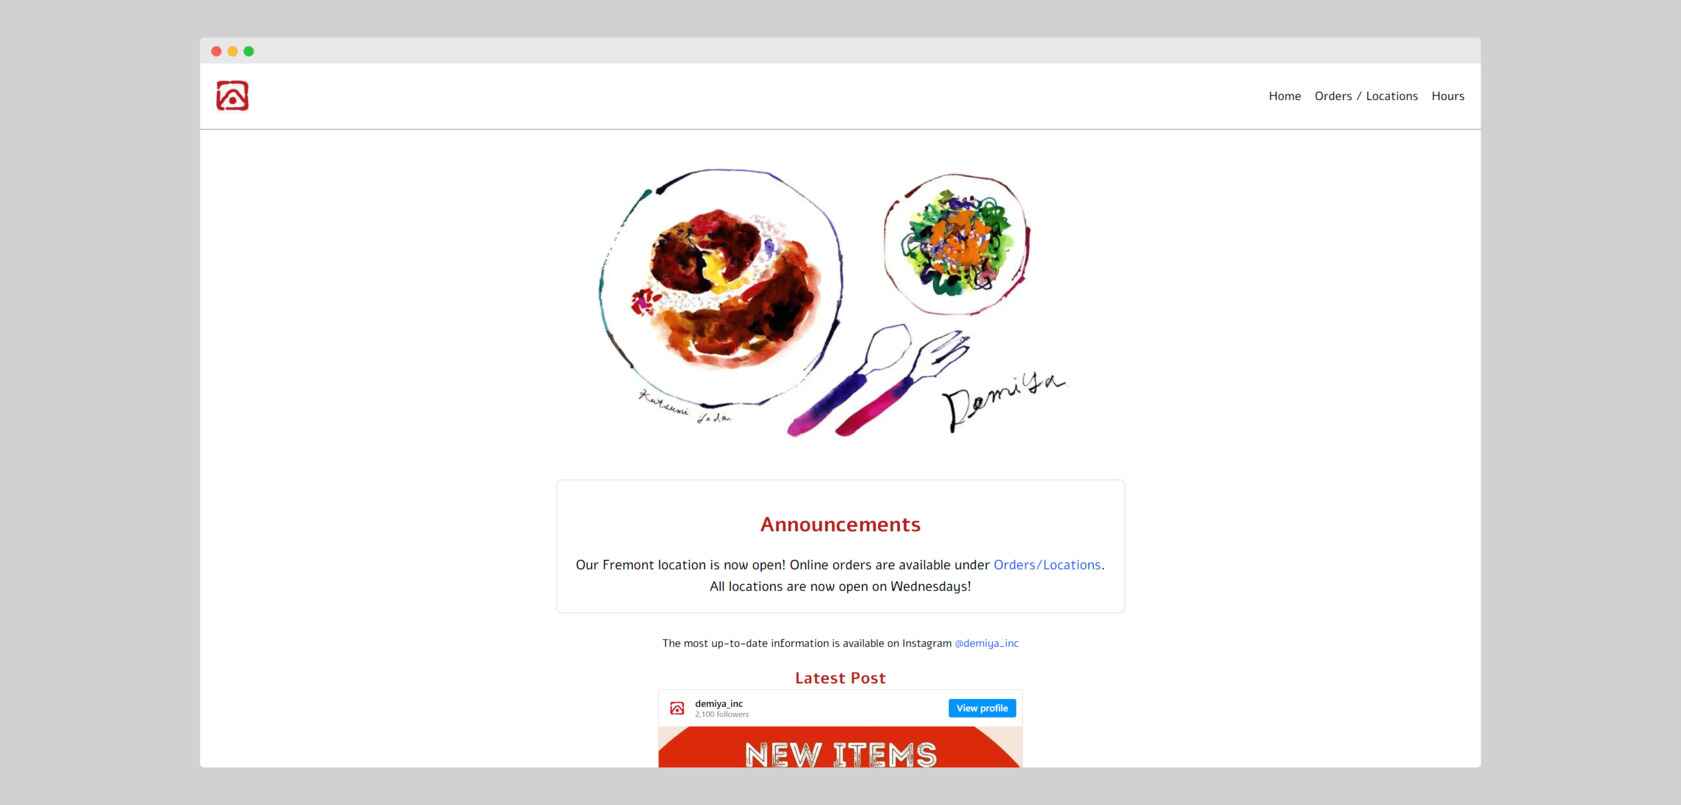 Home Orders / Locations Hours
DemiYa
Announcements
Our Fremont location is now open! Online orders are available under Orders/Locations.
All locations are now open on Wednesdays!
The most up-to-date information is available on Instagram @demiya_inc
Latest Post
demiya_inc
2,100 followers
View profile
NEW ITEMS